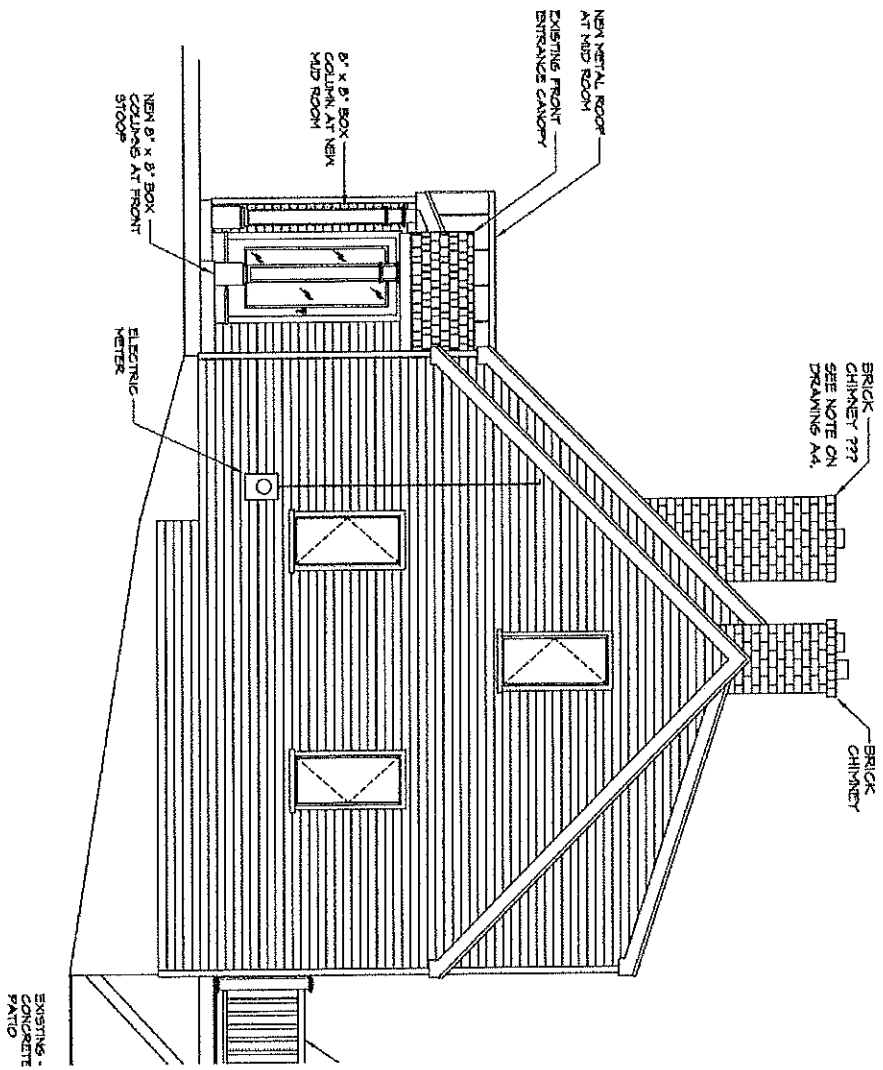 BRICK
CHIMNEY ???
SEE NOTE ON
DRAWING A4.
BRICK
CHIMNEY
NEW METAL ROOF
AT MUD ROOM
EXISTING FRONT
ENTRANCE CANOPY
8" x 8" BOX
COLUMN AT NEW
MUD ROOM
NEW 8" x 8" BOX
COLUMNS AT FRONT
STOOP
ELECTRIC
METER
EXISTING
CONCRETE
PATIO